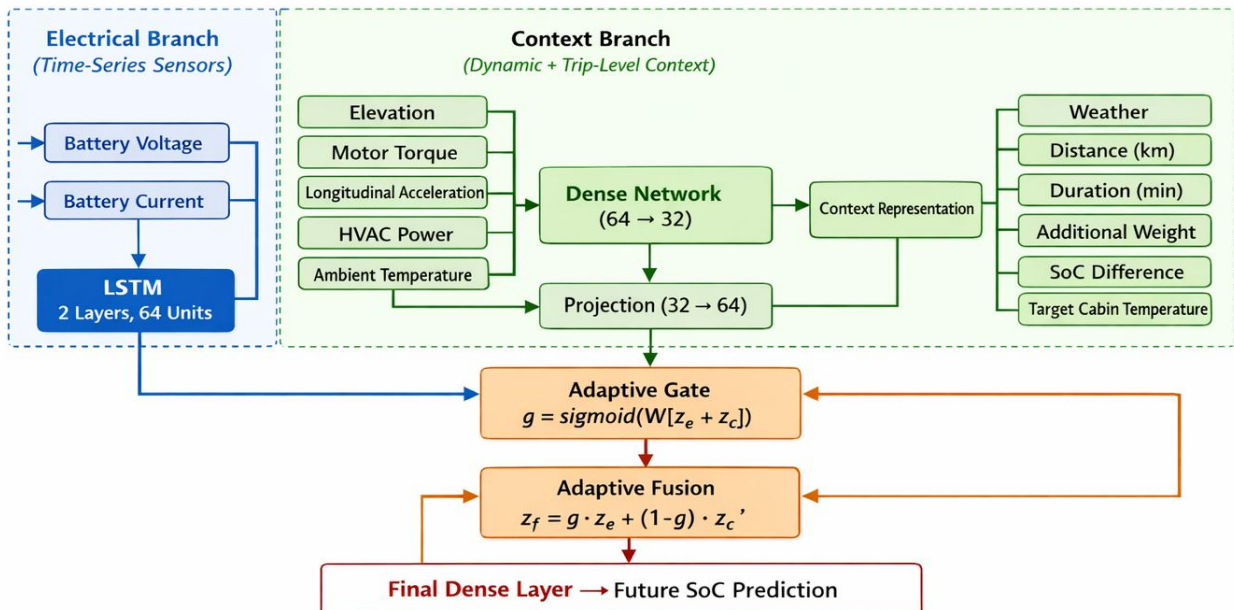 Electrical Branch
(Time-Series Sensors)
Battery Voltage
Battery Current
LSTM
2 Layers, 64 Units
Context Branch
(Dynamic + Trip-Level Context)
Elevation
Motor Torque
Longitudinal Acceleration
HVAC Power
Ambient Temperature
Dense Network
(64 → 32)
Projection (32 → 64)
Context Representation
Weather
Distance (km)
Duration (min)
Additional Weight
SoC Difference
Target Cabin Temperature
Adaptive Gate
g = sigmoid(W[z_e + z_c])
Adaptive Fusion
z_f = g · z_e + (1-g) · z_c’
Final Dense Layer → Future SoC Prediction